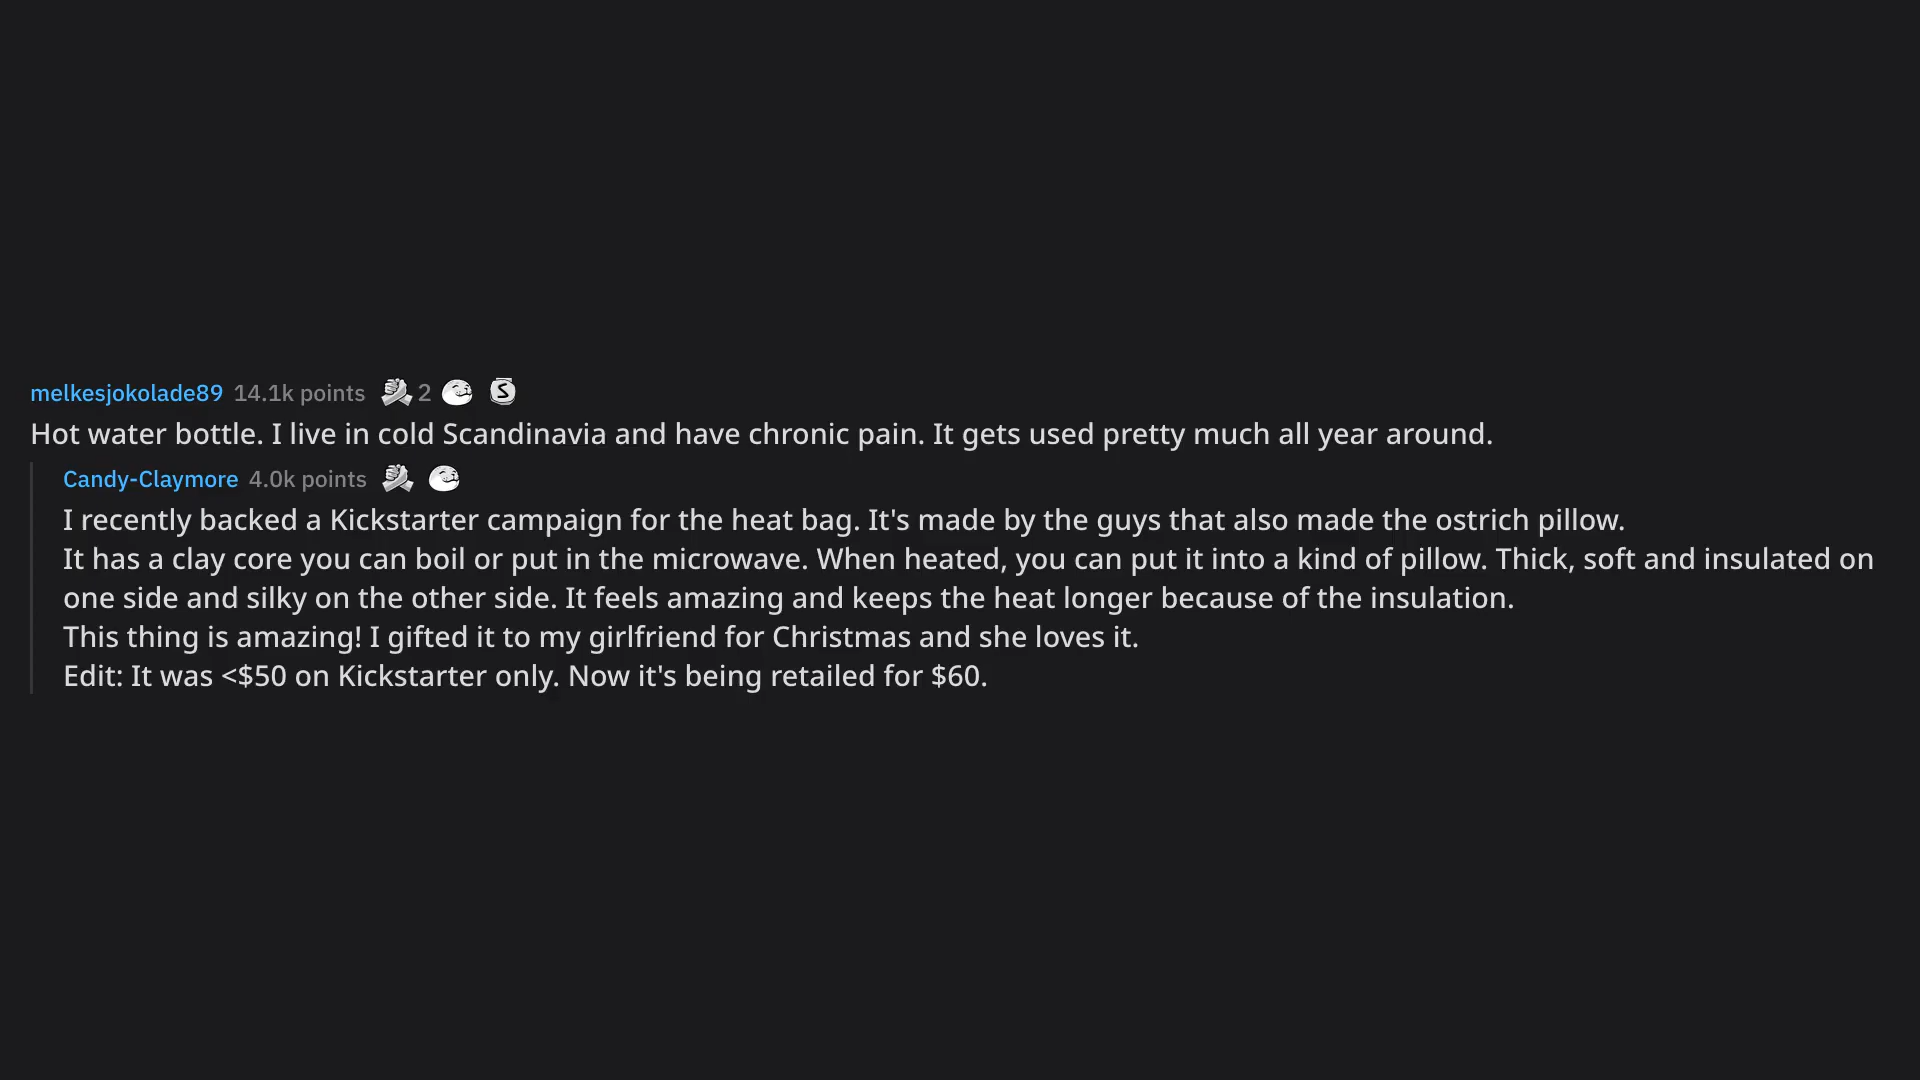 melkesjokolade89 14.1k points 2 S
Hot water bottle. I live in cold Scandinavia and have chronic pain. It gets used pretty much all year around.
Candy-Claymore 4.0k points
I recently backed a Kickstarter campaign for the heat bag. It's made by the guys that also made the ostrich pillow.
It has a clay core you can boil or put in the microwave. When heated, you can put it into a kind of pillow. Thick, soft and insulated on
one side and silky on the other side. It feels amazing and keeps the heat longer because of the insulation.
This thing is amazing! I gifted it to my girlfriend for Christmas and she loves it.
Edit: It was <$50 on Kickstarter only. Now it's being retailed for $60.